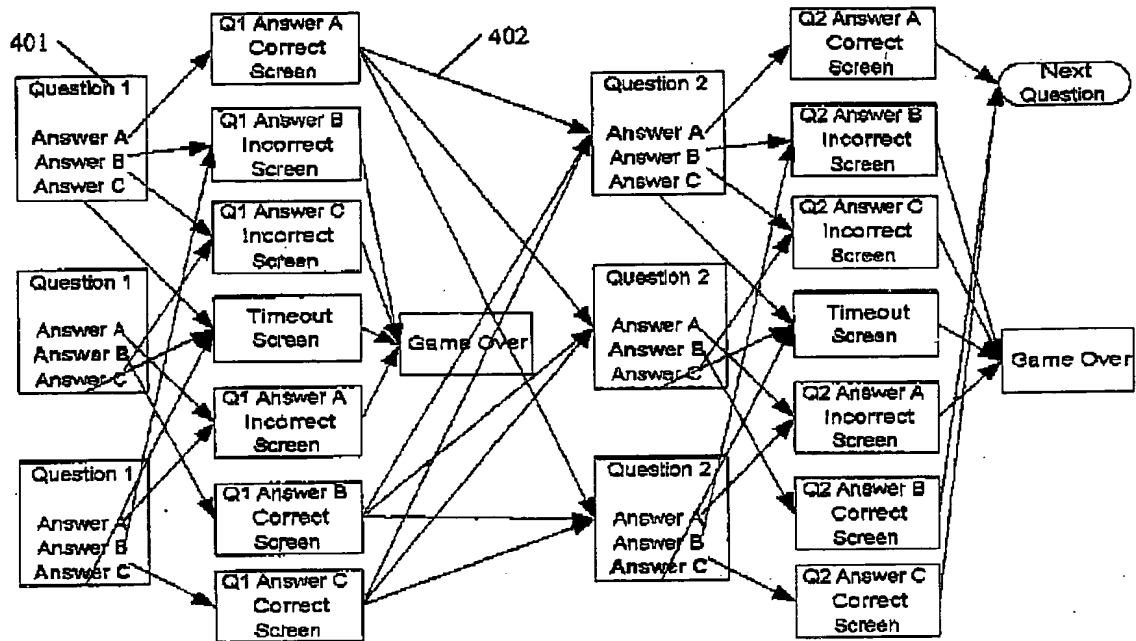 401
Question 1
Answer A
Answer B
Answer C
Question 1
Answer A
Answer B
Answer C
Question 1
Answer A
Answer B
Answer C
Q1 Answer A
Correct
Screen
Q1 Answer B
Incorrect
Screen
Q1 Answer C
Incorrect
Screen
Timeout
Screen
Q1 Answer A
Incorrect
Screen
Q1 Answer B
Correct
Screen
Q1 Answer C
Correct
Screen
402
Game Over
Question 2
Answer A
Answer B
Answer C
Question 2
Answer A
Answer B
Answer C
Question 2
Answer A
Answer B
Answer C
Q2 Answer A
Correct
Screen
Q2 Answer B
Incorrect
Screen
Q2 Answer C
Incorrect
Screen
Timeout
Screen
Q2 Answer A
Incorrect
Screen
Q2 Answer B
Correct
Screen
Q2 Answer C
Correct
Screen
Next
Question
Game Over